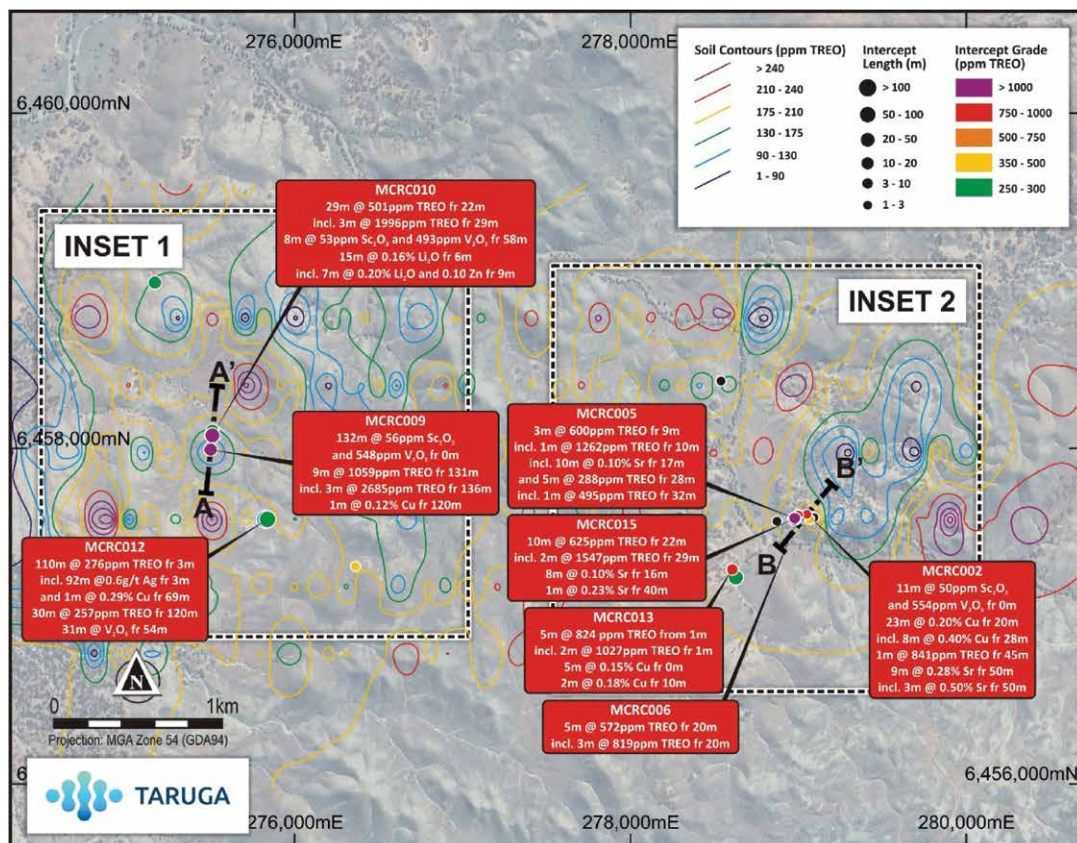 276,000mE
278,000mE
6,460,000mN
Soil Contours (ppm TREO)
> 240
210 - 240
175 - 210
130 - 175
90 - 130
1 - 90
Intercept
Length (m)
> 100
50 - 100
20 - 50
10 - 20
3 - 10
1 - 3
Intercept Grade
(ppm TREO)
> 1000
750 - 1000
500 - 750
350 - 500
250 - 300
INSET 1
MCRC010
29m @ 501ppm TREO fr 22m
incl. 3m @ 1996ppm TREO fr 29m
8m @ 53ppm Sc₂O₃ and 493ppm V₂O₅ fr 58m
15m @ 0.16% Li₂O fr 6m
incl. 7m @ 0.20% Li₂O and 0.10 Zn fr 9m
INSET 2
A'
6,458,000mN
MCRC009
132m @ 56ppm Sc₂O₃
and 548ppm V₂O₅ fr 0m
9m @ 1059ppm TREO fr 131m
incl. 3m @ 2685ppm TREO fr 136m
1m @ 0.12% Cu fr 120m
A
MCRC005
3m @ 600ppm TREO fr 9m
incl. 1m @ 1262ppm TREO fr 10m
incl. 10m @ 0.10% Sr fr 17m
and 5m @ 288ppm TREO fr 28m
incl. 1m @ 495ppm TREO fr 32m
B'
B
MCRC012
110m @ 276ppm TREO fr 3m
incl. 92m @0.6g/t Ag fr 3m
and 1m @ 0.29% Cu fr 69m
30m @ 257ppm TREO fr 120m
31m @ V₂O₅ fr 54m
MCRC015
10m @ 625ppm TREO fr 22m
incl. 2m @ 1547ppm TREO fr 29m
8m @ 0.10% Sr fr 16m
1m @ 0.23% Sr fr 40m
MCRC002
11m @ 50ppm Sc₂O₃
and 554ppm V₂O₅ fr 0m
23m @ 0.20% Cu fr 20m
incl. 8m @ 0.40% Cu fr 28m
1m @ 841ppm TREO fr 45m
9m @ 0.28% Sr fr 50m
incl. 3m @ 0.50% Sr fr 50m
MCRC013
5m @ 824 ppm TREO from 1m
incl. 2m @ 1027ppm TREO fr 1m
5m @ 0.15% Cu fr 0m
2m @ 0.18% Cu fr 10m
MCRC006
5m @ 572ppm TREO fr 20m
incl. 3m @ 819ppm TREO fr 20m
N
0 1km
Projection: MGA Zone 54 (GDA94)
TARUGA
6,456,000mN
276,000mE
278,000mE
280,000mE